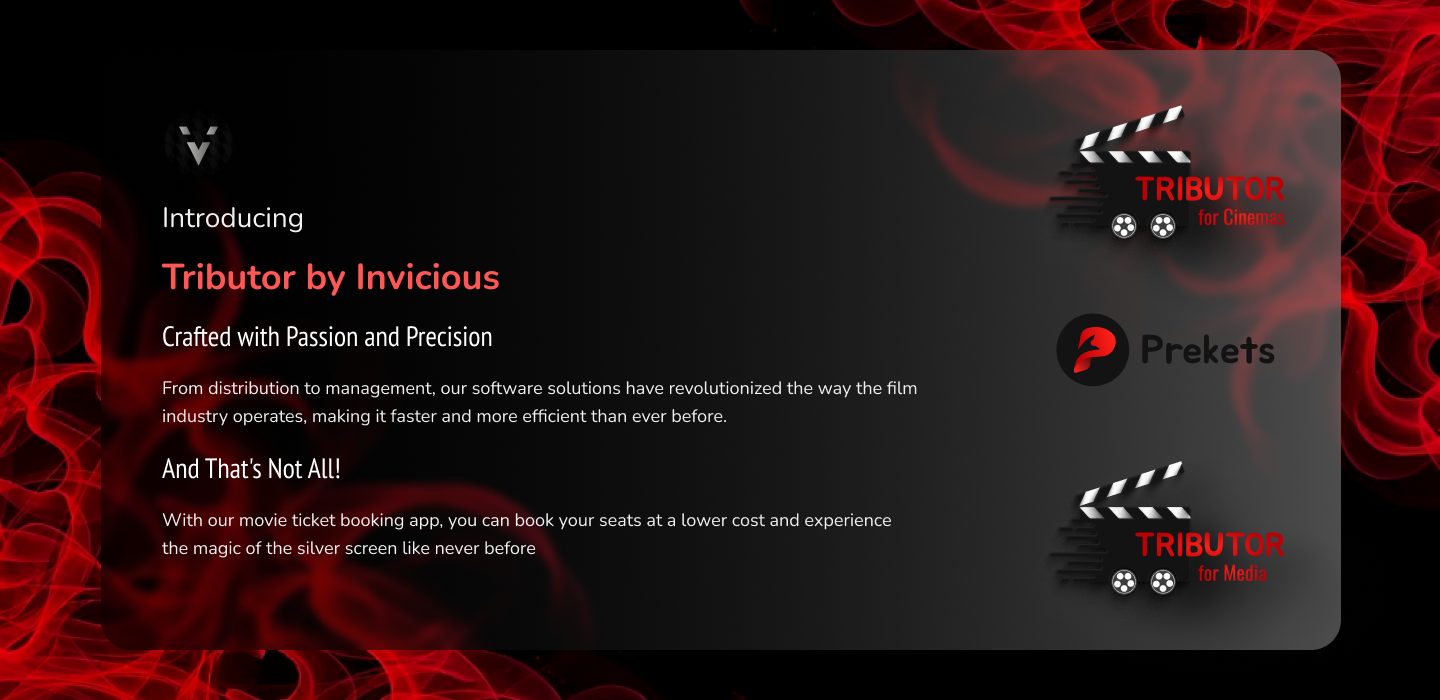 Introducing
Tributor by Invicious
Crafted with Passion and Precision
From distribution to management, our software solutions have revolutionized the way the film
industry operates, making it faster and more efficient than ever before.
And That's Not All!
With our movie ticket booking app, you can book your seats at a lower cost and experience
the magic of the silver screen like never before
TRIBUTOR
for Cinemas
Prekets
TRIBUTOR
for Media